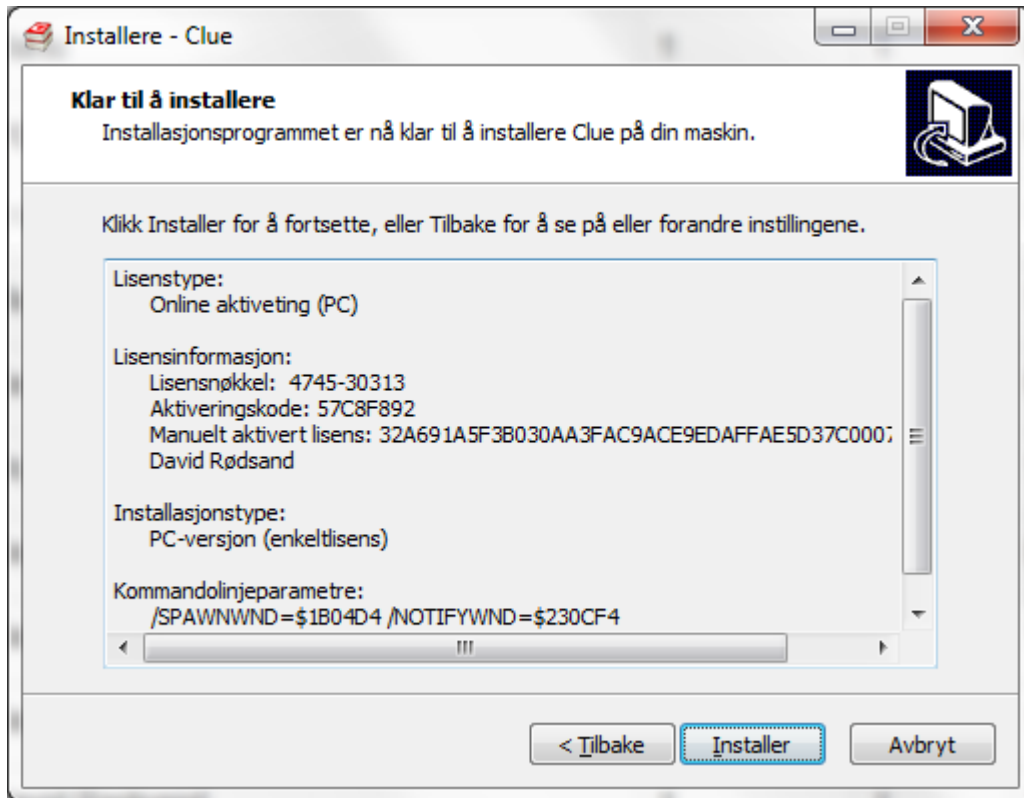 Installere - Clue
Klar til å installere
Installasjonsprogrammet er nå klar til å installere Clue på din maskin.
Klikk Installer for å fortsette, eller Tilbake for å se på eller forandre instillingene.
Lisenstype:
Online aktiveting (PC)
Lisensinformasjon:
Lisensnøkkel: 4745-30313
Aktiveringskode: 57C8F892
Manuelt aktivert lisens: 32A691A5F3B030AA3FAC9ACE9EDAFFAE5D37C0007
David Rødsand
Installasjonstype:
PC-versjon (enkeltlisens)
Kommandolinjeparametre:
/SPAWNWND=$1B04D4 /NOTIFYWND=$230CF4
< Tilbake
Installer
Avbryt